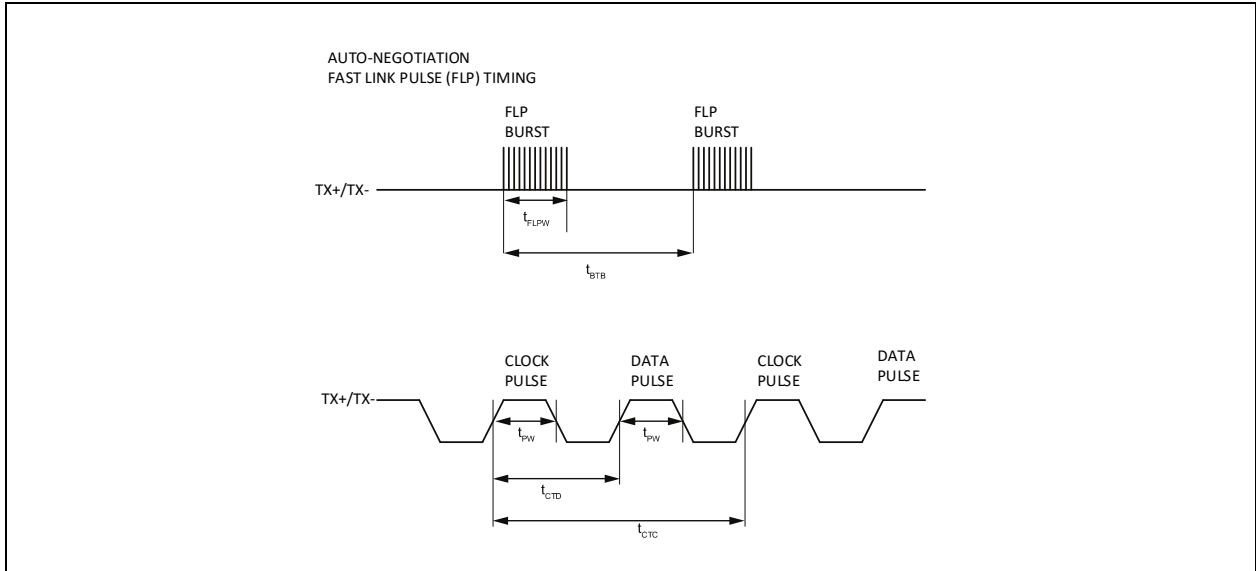 AUTO-NEGOTIATION
FAST LINK PULSE (FLP) TIMING
FLP
BURST
FLP
BURST
TX+/TX-
tFLPW
tBTB
CLOCK
PULSE
DATA
PULSE
CLOCK
PULSE
DATA
PULSE
TX+/TX-
tPW
tPW
tCTD
tCTC